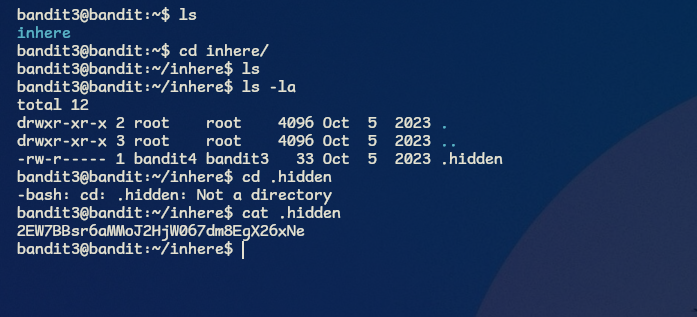 bandit3@bandit:~$ ls
inhere
bandit3@bandit:~$ cd inhere/
bandit3@bandit:~/inhere$ ls
bandit3@bandit:~/inhere$ ls -la
total 12
drwxr-xr-x 2 root    root    4096 Oct  5  2023 .
drwxr-xr-x 3 root    root    4096 Oct  5  2023 ..
-rw-r----- 1 bandit4 bandit3   33 Oct  5  2023 .hidden
bandit3@bandit:~/inhere$ cd .hidden
-bash: cd: .hidden: Not a directory
bandit3@bandit:~/inhere$ cat .hidden
2EW7BBsr6aMMoJ2HjW067dm8EgX26xNe
bandit3@bandit:~/inhere$